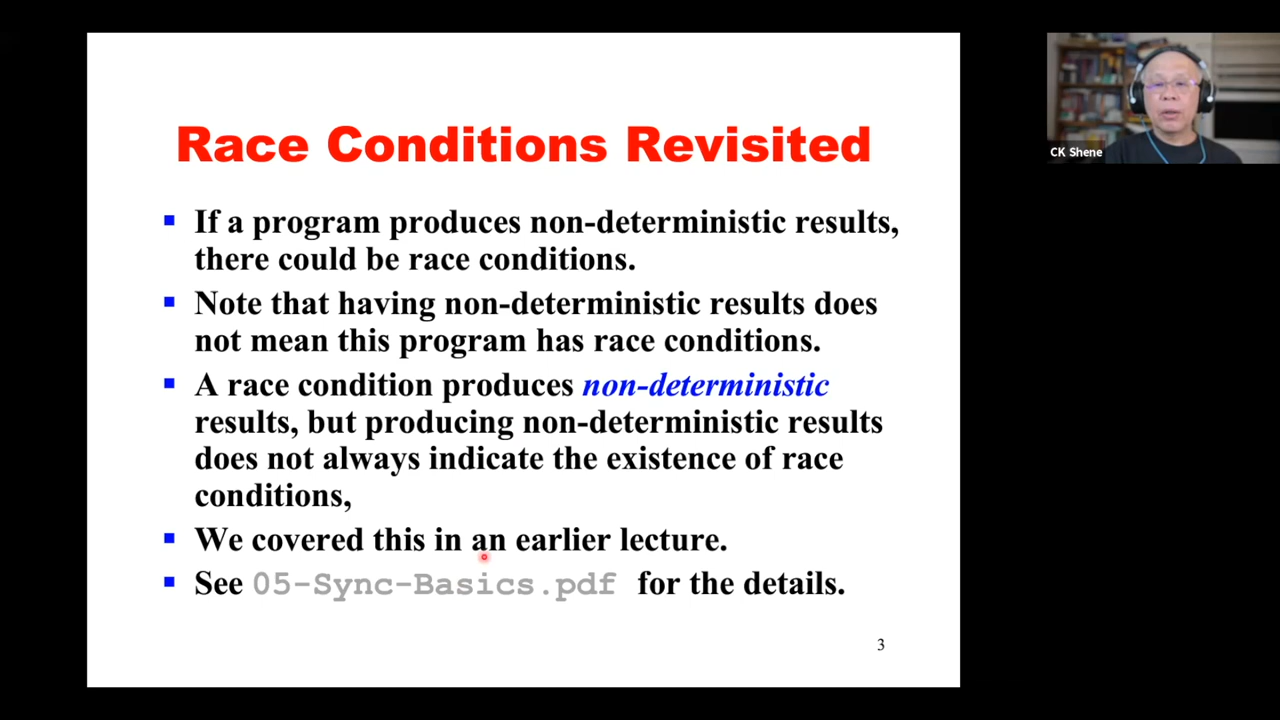 Race Conditions Revisited
If a program produces non-deterministic results,
there could be race conditions.
Note that having non-deterministic results does
not mean this program has race conditions.
A race condition produces non-deterministic
results, but producing non-deterministic results
does not always indicate the existence of race
conditions,
We covered this in an earlier lecture.
See 05-Sync-Basics.pdf for the details.
3
CK Shene